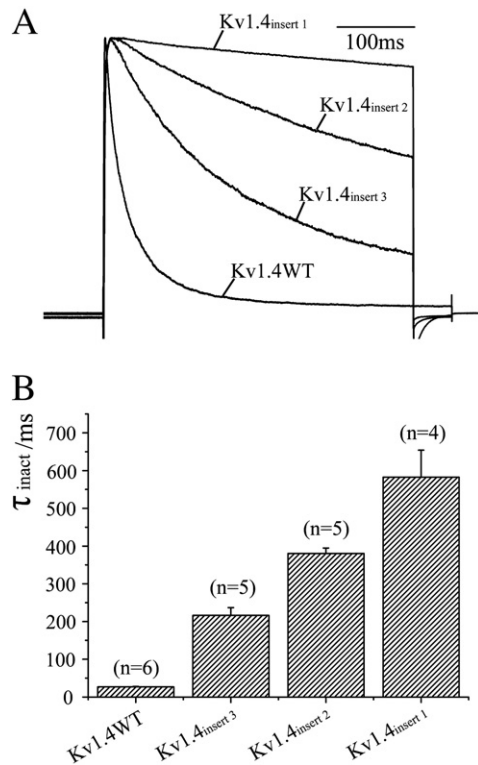 A
Kv1.4insert 1
100ms
Kv1.4insert 2
Kv1.4insert 3
Kv1.4WT
B
τinact/ms
700
600
500
400
300
200
100
0
(n=6)
(n=5)
(n=5)
(n=4)
Kv1.4WT
Kv1.4insert 3
Kv1.4insert 2
Kv1.4insert 1